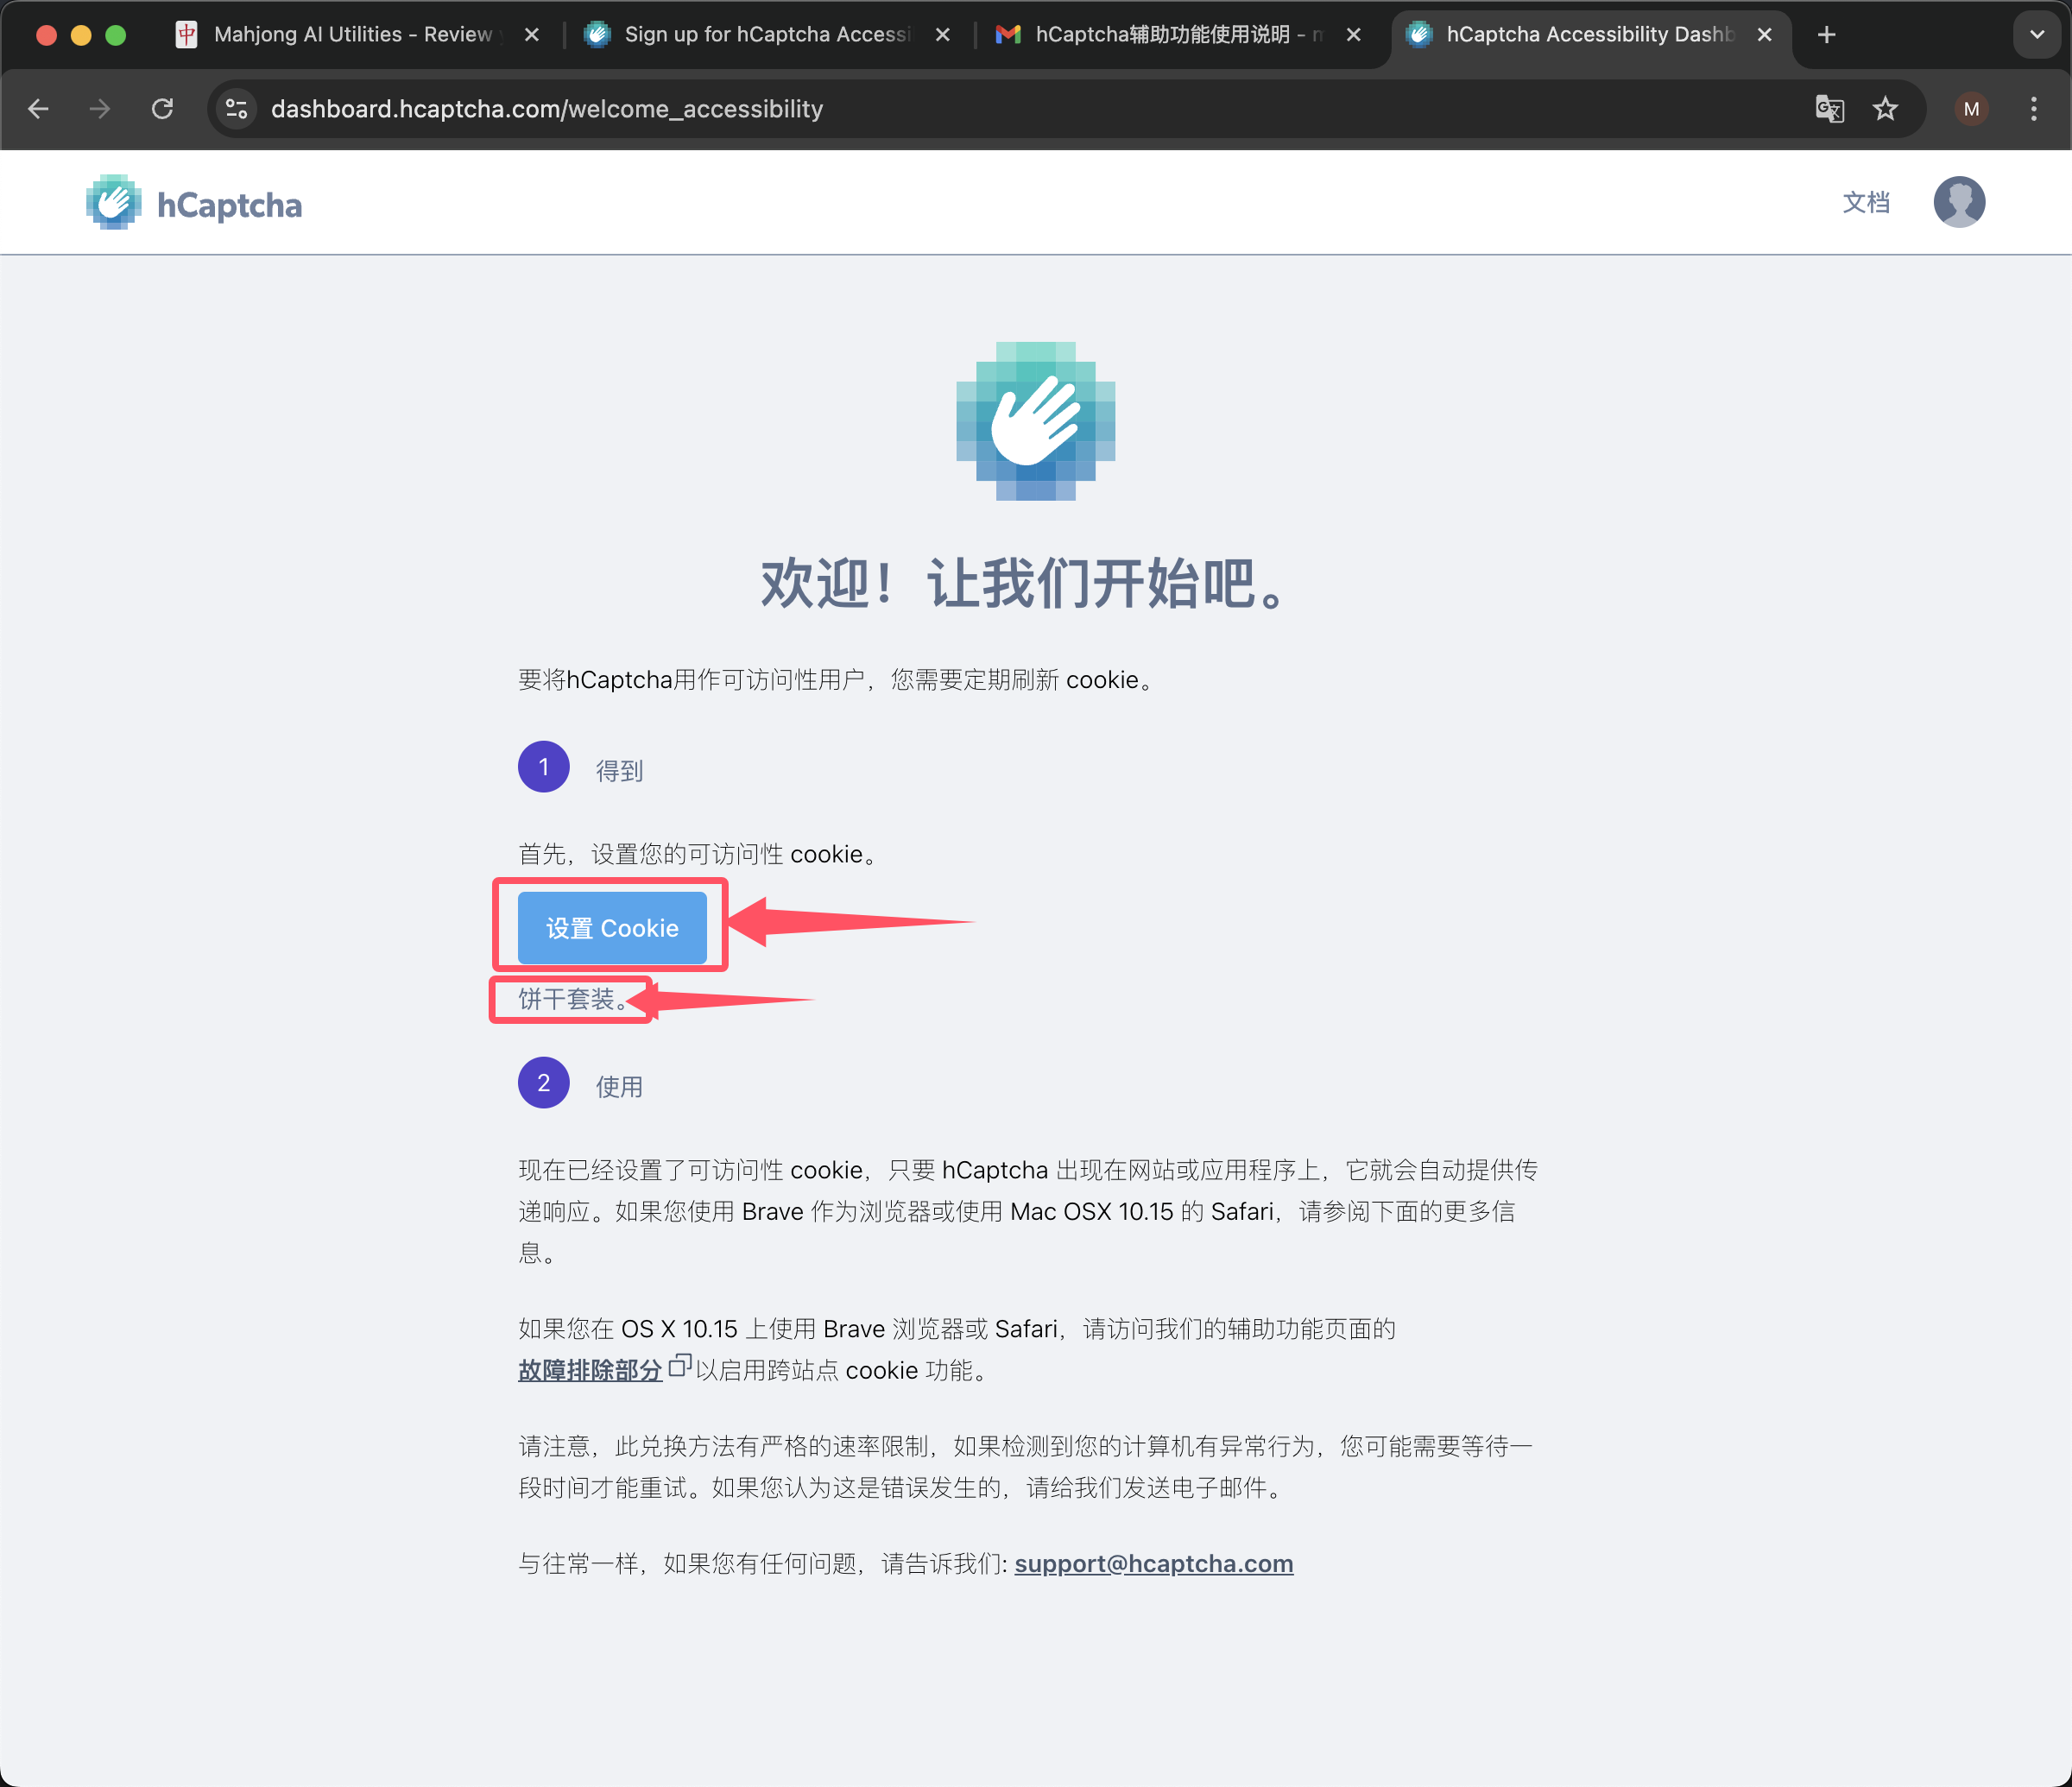 Mahjong AI Utilities - Review
Sign up for hCaptcha Accessi
hCaptcha辅助功能使用说明 - m
hCaptcha Accessibility Dashb
dashboard.hcaptcha.com/welcome_accessibility
M
hCaptcha
文档
欢迎！让我们开始吧。
要将hCaptcha用作可访问性用户，您需要定期刷新 cookie。
1 得到
首先，设置您的可访问性 cookie。
设置 Cookie
饼干套装。
2 使用
现在已经设置了可访问性 cookie，只要 hCaptcha 出现在网站或应用程序上，它就会自动提供传
递响应。如果您使用 Brave 作为浏览器或使用 Mac OSX 10.15 的 Safari，请参阅下面的更多信
息。
如果您在 OS X 10.15 上使用 Brave 浏览器或 Safari，请访问我们的辅助功能页面的
故障排除部分 以启用跨站点 cookie 功能。
请注意，此兑换方法有严格的速率限制，如果检测到您的计算机有异常行为，您可能需要等待一
段时间才能重试。如果您认为这是错误发生的，请给我们发送电子邮件。
与往常一样，如果您有任何问题，请告诉我们: support@hcaptcha.com